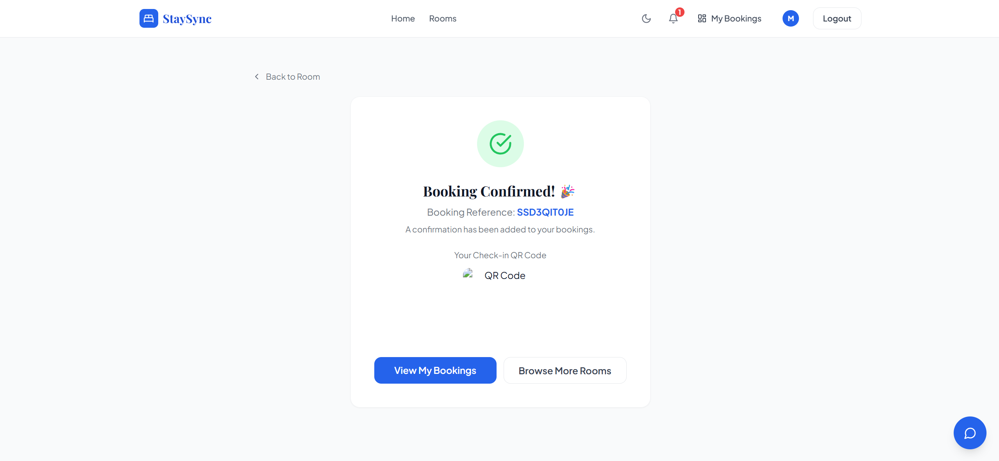 StaySync
Home
Rooms
1
My Bookings
M
Logout
Back to Room
Booking Confirmed! 🎉
Booking Reference: SSD3QIT0JE
A confirmation has been added to your bookings.
Your Check-in QR Code
QR Code
View My Bookings
Browse More Rooms